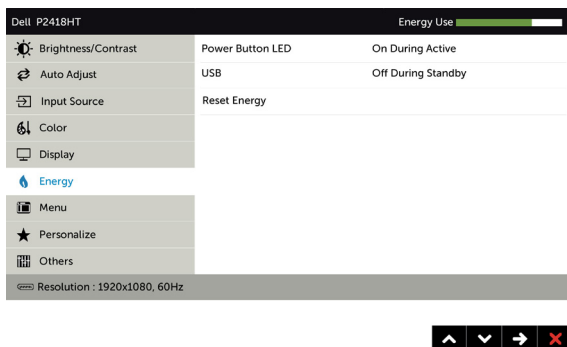 Dell P2418HT Energy Use
Brightness/Contrast Power Button LED On During Active
Auto Adjust USB Off During Standby
Input Source Reset Energy
Color
Display
Energy
Menu
Personalize
Others
Resolution : 1920x1080, 60Hz